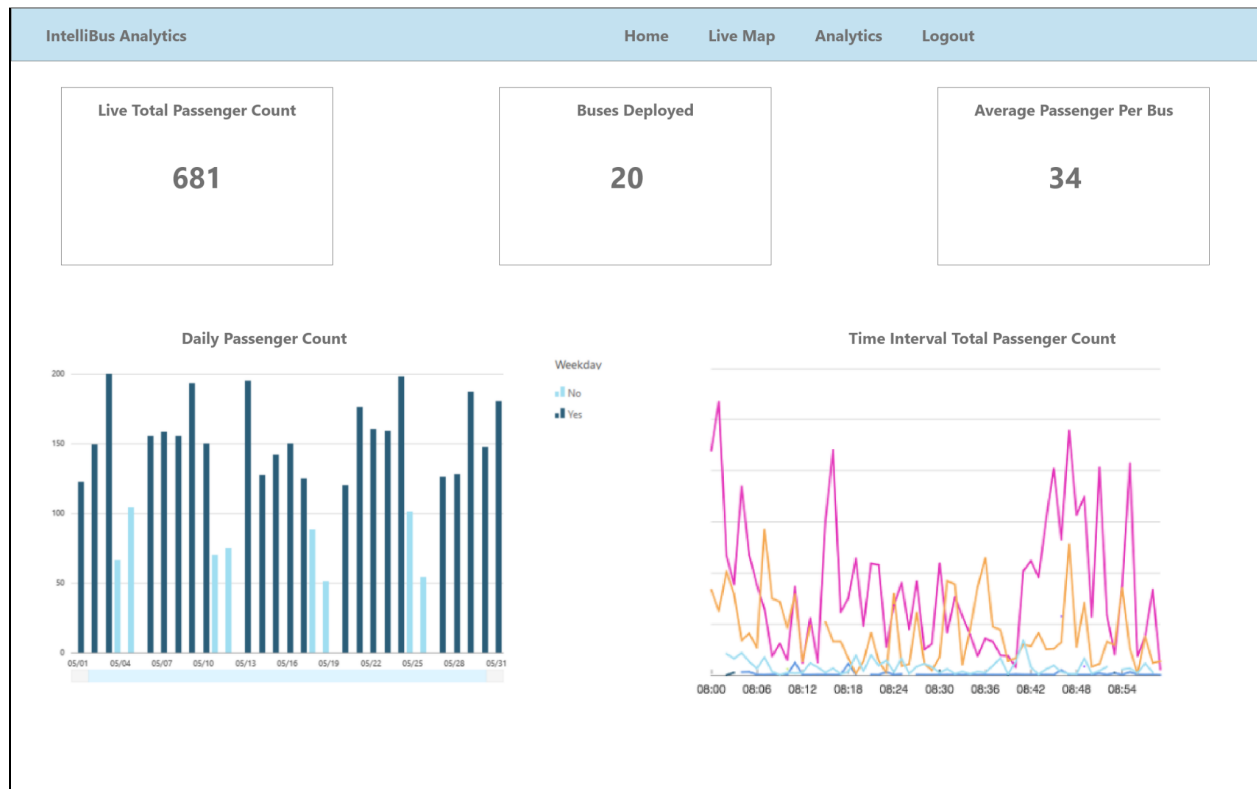 IntelliBus Analytics
Home Live Map Analytics Logout
Live Total Passenger Count
681
Buses Deployed
20
Average Passenger Per Bus
34
Daily Passenger Count
200
150
100
50
0
05/01 05/04 05/07 05/10 05/13 05/16 05/19 05/22 05/25 05/28 05/31
Weekday
No
Yes
Time Interval Total Passenger Count
08:00 08:06 08:12 08:18 08:24 08:30 08:36 08:42 08:48 08:54